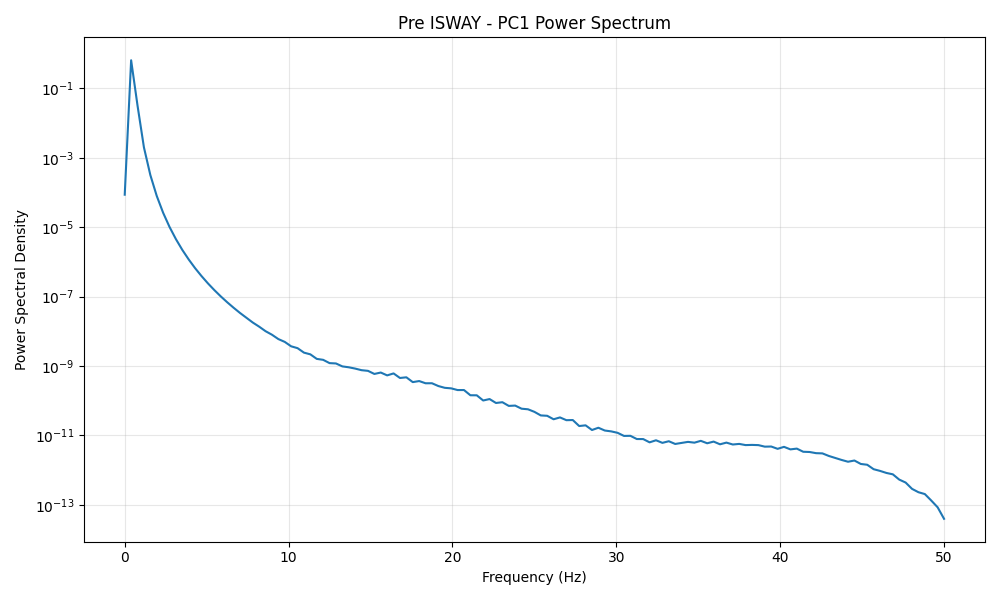 Pre ISWAY - PC1 Power Spectrum
Power Spectral Density
10⁻¹
10⁻³
10⁻⁵
10⁻⁷
10⁻⁹
10⁻¹¹
10⁻¹³
0 10 20 30 40 50
Frequency (Hz)